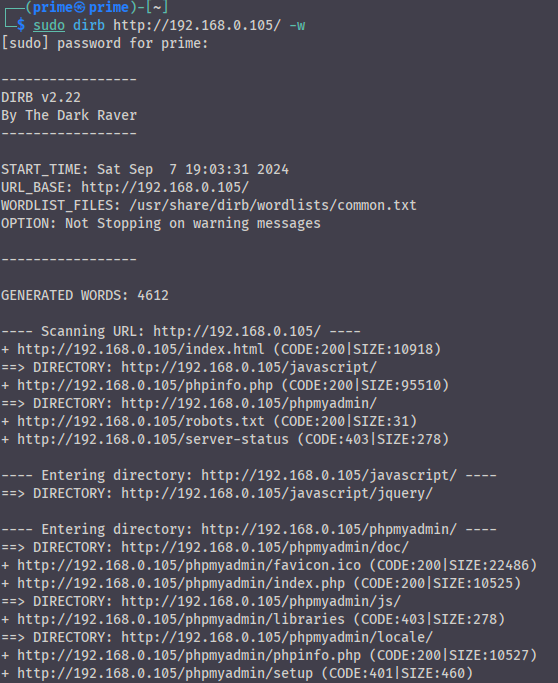 ┌──(prime㉿prime)-[~]
└─$ sudo dirb http://192.168.0.105/ -w
[sudo] password for prime:
-----------------
DIRB v2.22
By The Dark Raver
-----------------
START_TIME: Sat Sep  7 19:03:31 2024
URL_BASE: http://192.168.0.105/
WORDLIST_FILES: /usr/share/dirb/wordlists/common.txt
OPTION: Not Stopping on warning messages
-----------------
GENERATED WORDS: 4612
---- Scanning URL: http://192.168.0.105/ ----
+ http://192.168.0.105/index.html (CODE:200|SIZE:10918)
==> DIRECTORY: http://192.168.0.105/javascript/
+ http://192.168.0.105/phpinfo.php (CODE:200|SIZE:95510)
==> DIRECTORY: http://192.168.0.105/phpmyadmin/
+ http://192.168.0.105/robots.txt (CODE:200|SIZE:31)
+ http://192.168.0.105/server-status (CODE:403|SIZE:278)
---- Entering directory: http://192.168.0.105/javascript/ ----
==> DIRECTORY: http://192.168.0.105/javascript/jquery/
---- Entering directory: http://192.168.0.105/phpmyadmin/ ----
==> DIRECTORY: http://192.168.0.105/phpmyadmin/doc/
+ http://192.168.0.105/phpmyadmin/favicon.ico (CODE:200|SIZE:22486)
+ http://192.168.0.105/phpmyadmin/index.php (CODE:200|SIZE:10525)
==> DIRECTORY: http://192.168.0.105/phpmyadmin/js/
+ http://192.168.0.105/phpmyadmin/libraries (CODE:403|SIZE:278)
==> DIRECTORY: http://192.168.0.105/phpmyadmin/locale/
+ http://192.168.0.105/phpmyadmin/phpinfo.php (CODE:200|SIZE:10527)
+ http://192.168.0.105/phpmyadmin/setup (CODE:401|SIZE:460)